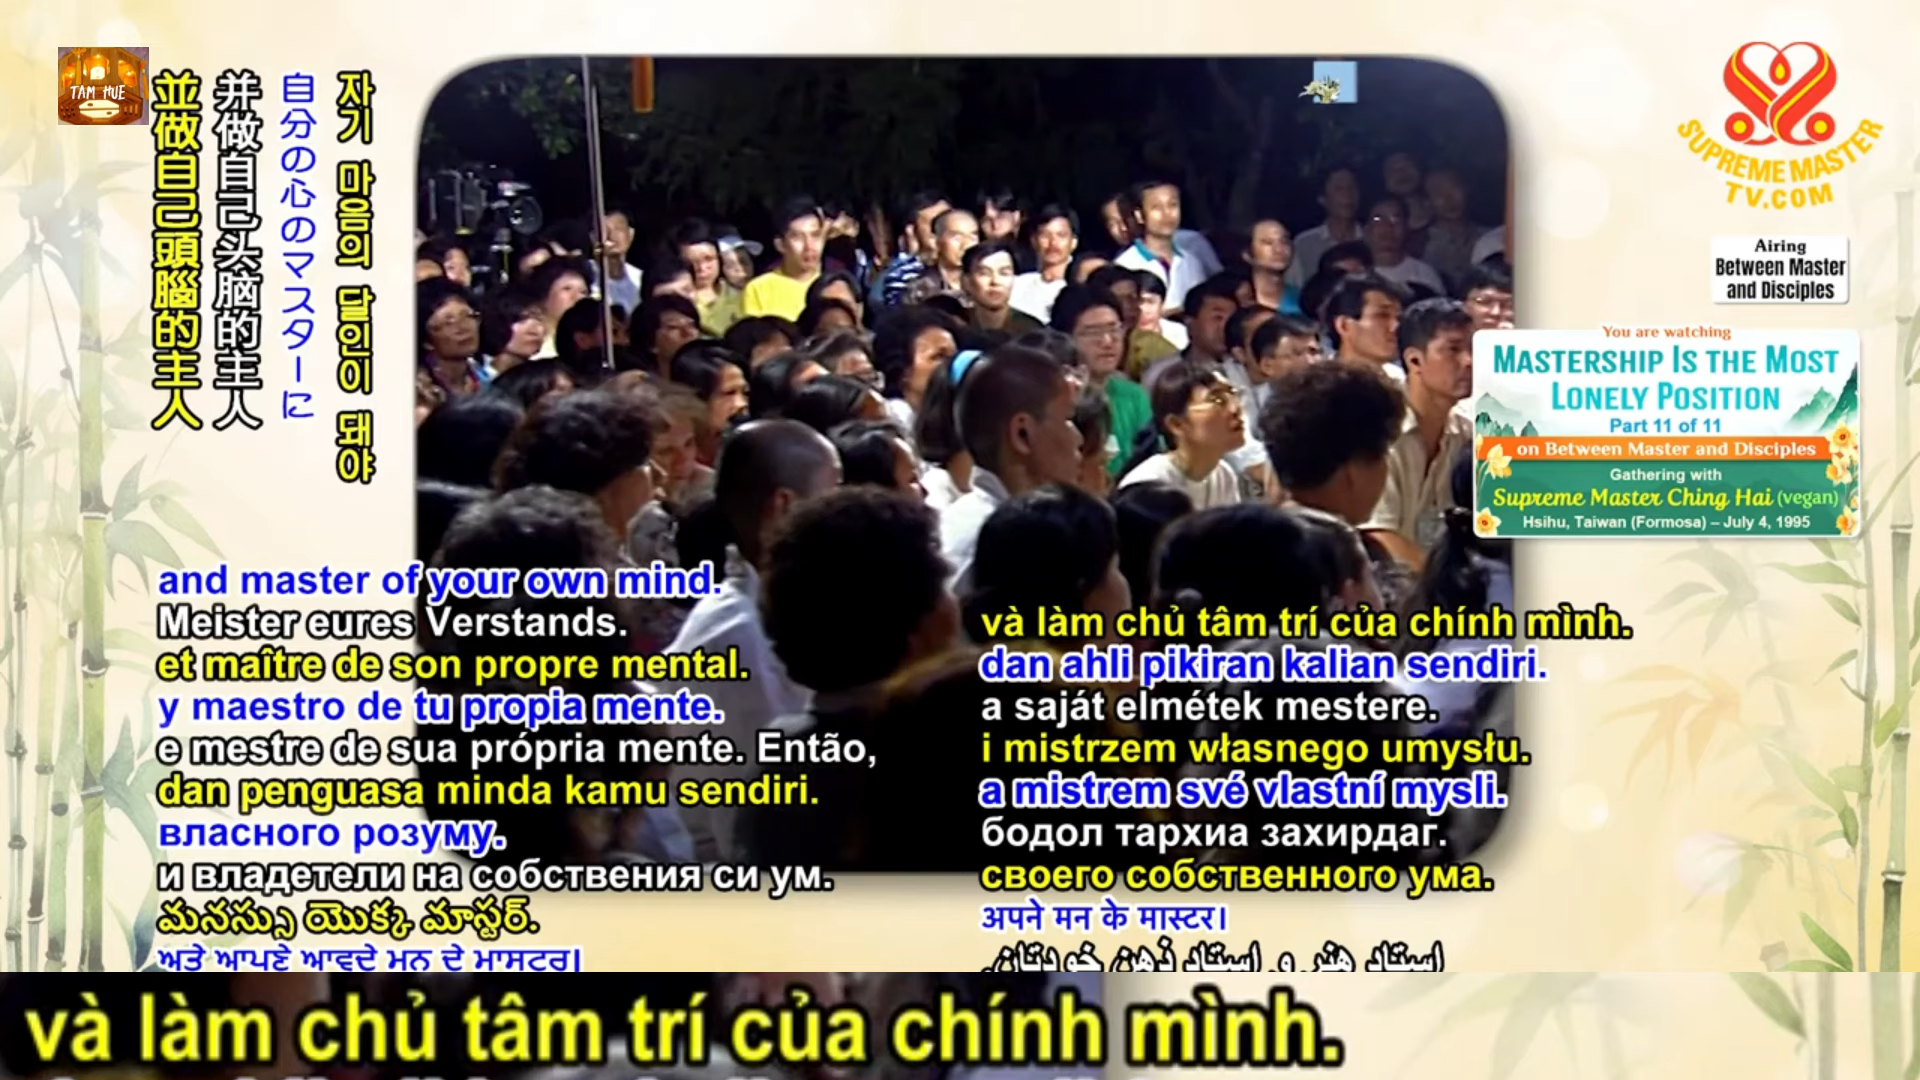 TAM HUE
並做自己頭腦的主人
并做自己头脑的主人
自分の心のマスターに
자기 마음의 달인이 돼야
SUPREME MASTER
TV.COM
Airing
Between Master
and Disciples
You are watching
MASTERSHIP IS THE MOST
LONELY POSITION
Part 11 of 11
on Between Master and Disciples
Gathering with
Supreme Master Ching Hai (vegan)
Hsihu, Taiwan (Formosa) – July 4, 1995
and master of your own mind.
Meister eures Verstands.
et maître de son propre mental.
y maestro de tu propia mente.
e mestre de sua própria mente. Então,
dan penguasa minda kamu sendiri.
власного розуму.
и владетели на собствения си ум.
మనస్సు యొక్క మాస్టర్.
ਅਤੇ ਆਪਣੇ ਆਵਦੇ ਮਨ ਦੇ ਮਾਸਟਰ।
và làm chủ tâm trí của chính mình.
dan ahli pikiran kalian sendiri.
a saját elmétek mestere.
i mistrzem własnego umysłu.
a mistrem své vlastní mysli.
бодол тархиа захирдаг.
своего собственного ума.
अपने मन के मास्टर।
استاد هنر و استاد ذهن خودتان.
và làm chủ tâm trí của chính mình.